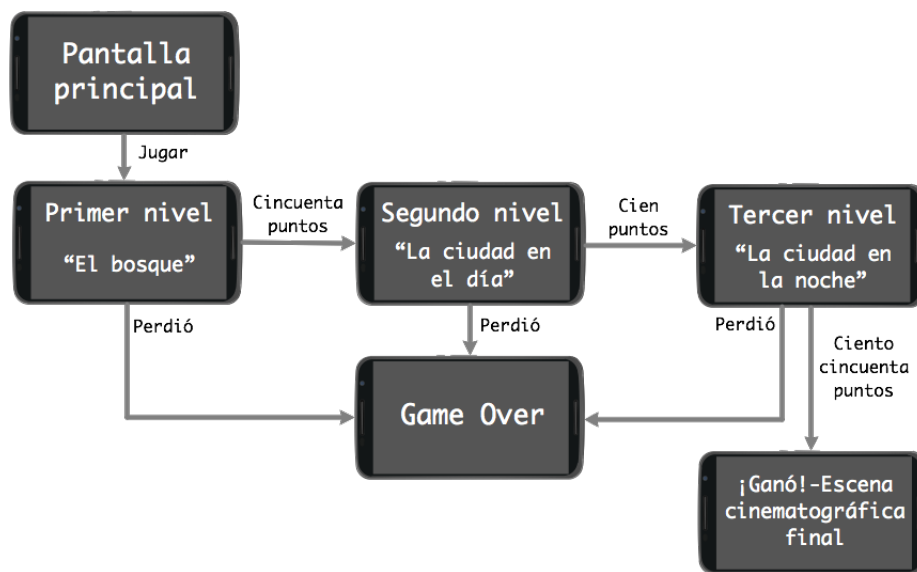 Pantalla
principal
Jugar
Primer nivel
“El bosque”
Cincuenta
puntos
Segundo nivel
“La ciudad en
el día”
Cien
puntos
Tercer nivel
“La ciudad en
la noche”
Perdió
Perdió
Perdió
Ciento
cincuenta
puntos
Game Over
¡Ganó!-Escena
cinematográfica
final